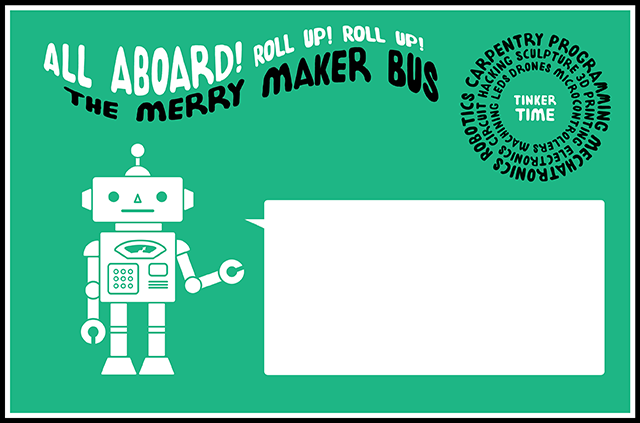 ALL ABOARD! ROLL UP! ROLL UP!
THE MERRY MAKER BUS
ROBOTICS CARPENTRY PROGRAMMING MECHATRONICS
CIRCUIT HACKING SCULPTURE 3D PRINTING ELECTRONICS
MACHINING LEDS DRONES MICROCONTROLLERS
TINKER
TIME